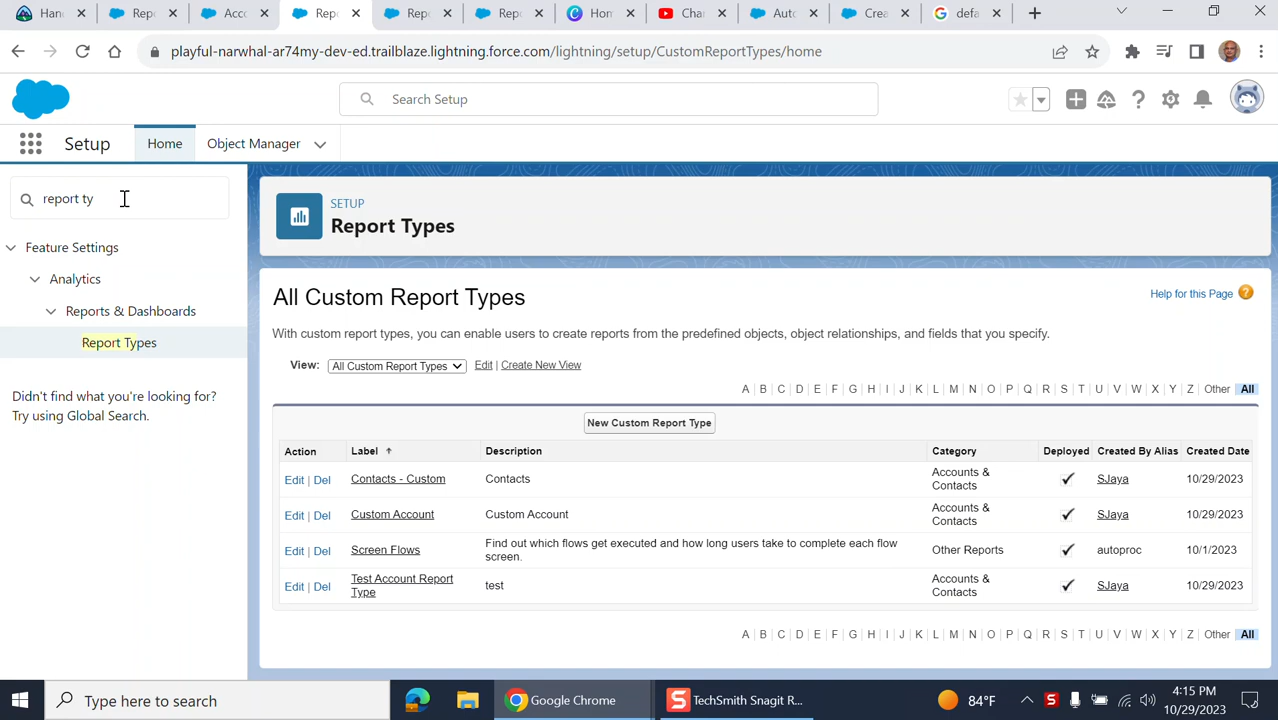 Hanc
Repo
Acco
Repo
Repo
Repo
Hom
Chan
Auto
Crea
defa
playful-narwhal-ar74my-dev-ed.trailblaze.lightning.force.com/lightning/setup/CustomReportTypes/home
Search Setup
Setup
Home
Object Manager
report ty
Feature Settings
Analytics
Reports & Dashboards
Report Types
Didn't find what you're looking for?
Try using Global Search.
SETUP
Report Types
All Custom Report Types
Help for this Page ?
With custom report types, you can enable users to create reports from the predefined objects, object relationships, and fields that you specify.
View: All Custom Report Types Edit | Create New View
A | B | C | D | E | F | G | H | I | J | K | L | M | N | O | P | Q | R | S | T | U | V | W | X | Y | Z | Other All
New Custom Report Type
Action Label Description Category Deployed Created By Alias Created Date
Edit | Del Contacts - Custom Contacts Accounts & Contacts SJaya 10/29/2023
Edit | Del Custom Account Custom Account Accounts & Contacts SJaya 10/29/2023
Edit | Del Screen Flows Find out which flows get executed and how long users take to complete each flow screen. Other Reports autoproc 10/1/2023
Edit | Del Test Account Report Type test Accounts & Contacts SJaya 10/29/2023
A | B | C | D | E | F | G | H | I | J | K | L | M | N | O | P | Q | R | S | T | U | V | W | X | Y | Z | Other All
Type here to search
Google Chrome
TechSmith Snagit R...
84°F
4:15 PM
10/29/2023